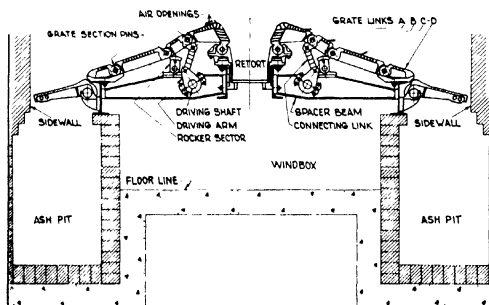 AIR OPENINGS
GRATE SECTION PINS
GRATE LINKS A B C-D
RETORT
SIDEWALL
DRIVING SHAFT
DRIVING ARM
ROCKER SECTOR
SPACER BEAM
CONNECTING LINK
SIDEWALL
WINDBOX
FLOOR LINE
ASH PIT
ASH PIT